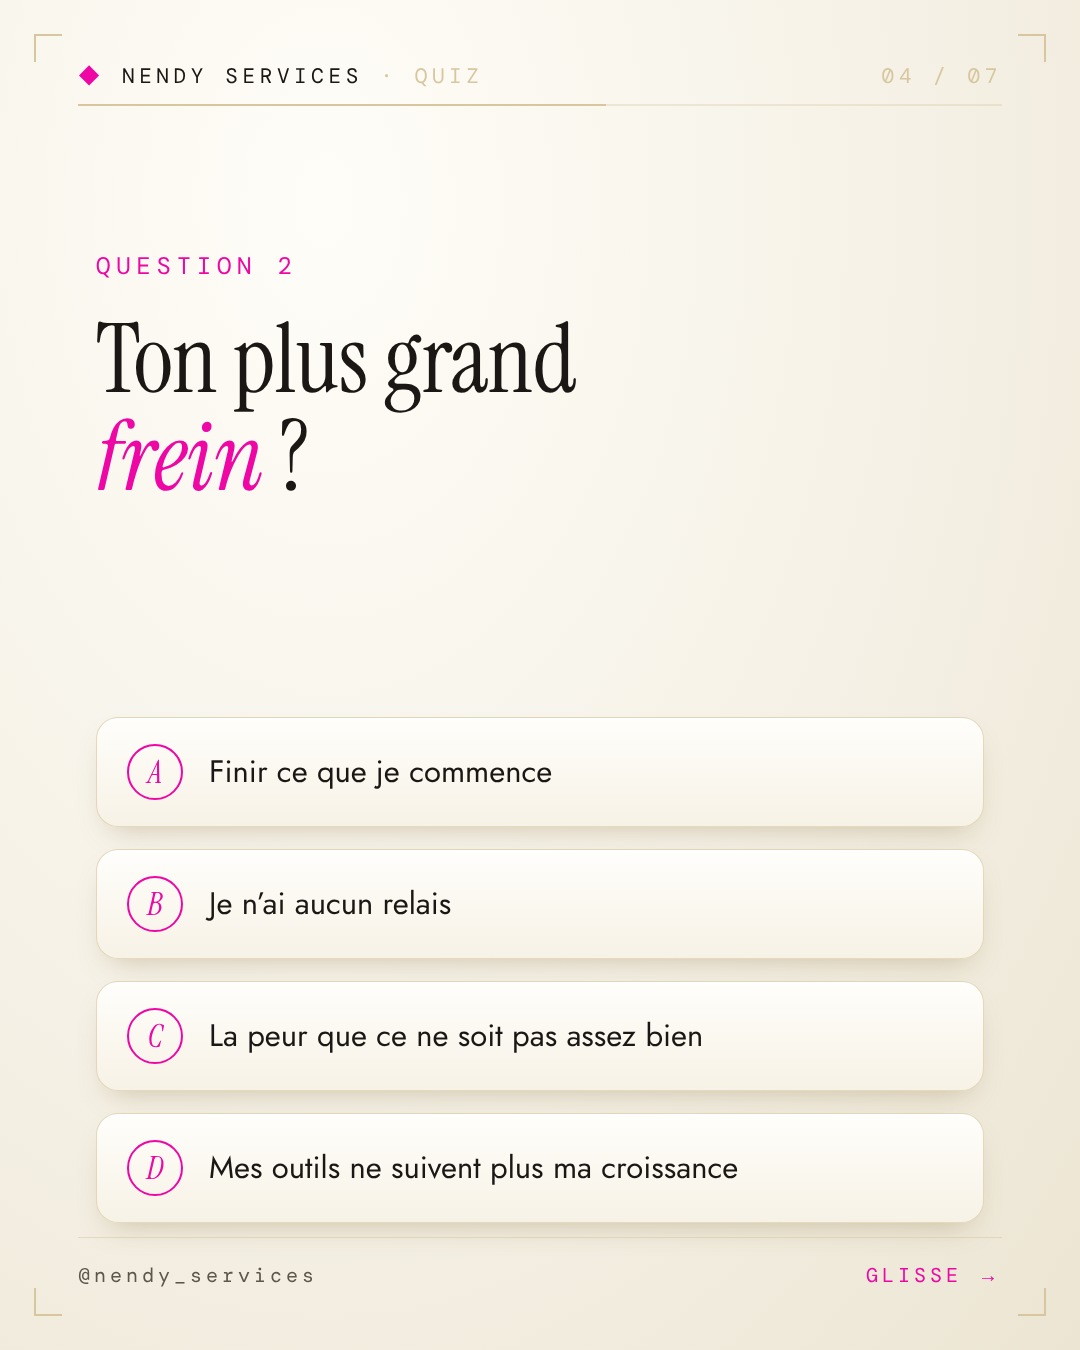 NENDY SERVICES · QUIZ
04 / 07
QUESTION 2
Ton plus grand
frein ?
A Finir ce que je commence
B Je n’ai aucun relais
C La peur que ce ne soit pas assez bien
D Mes outils ne suivent plus ma croissance
@nendy_services
GLISSE →